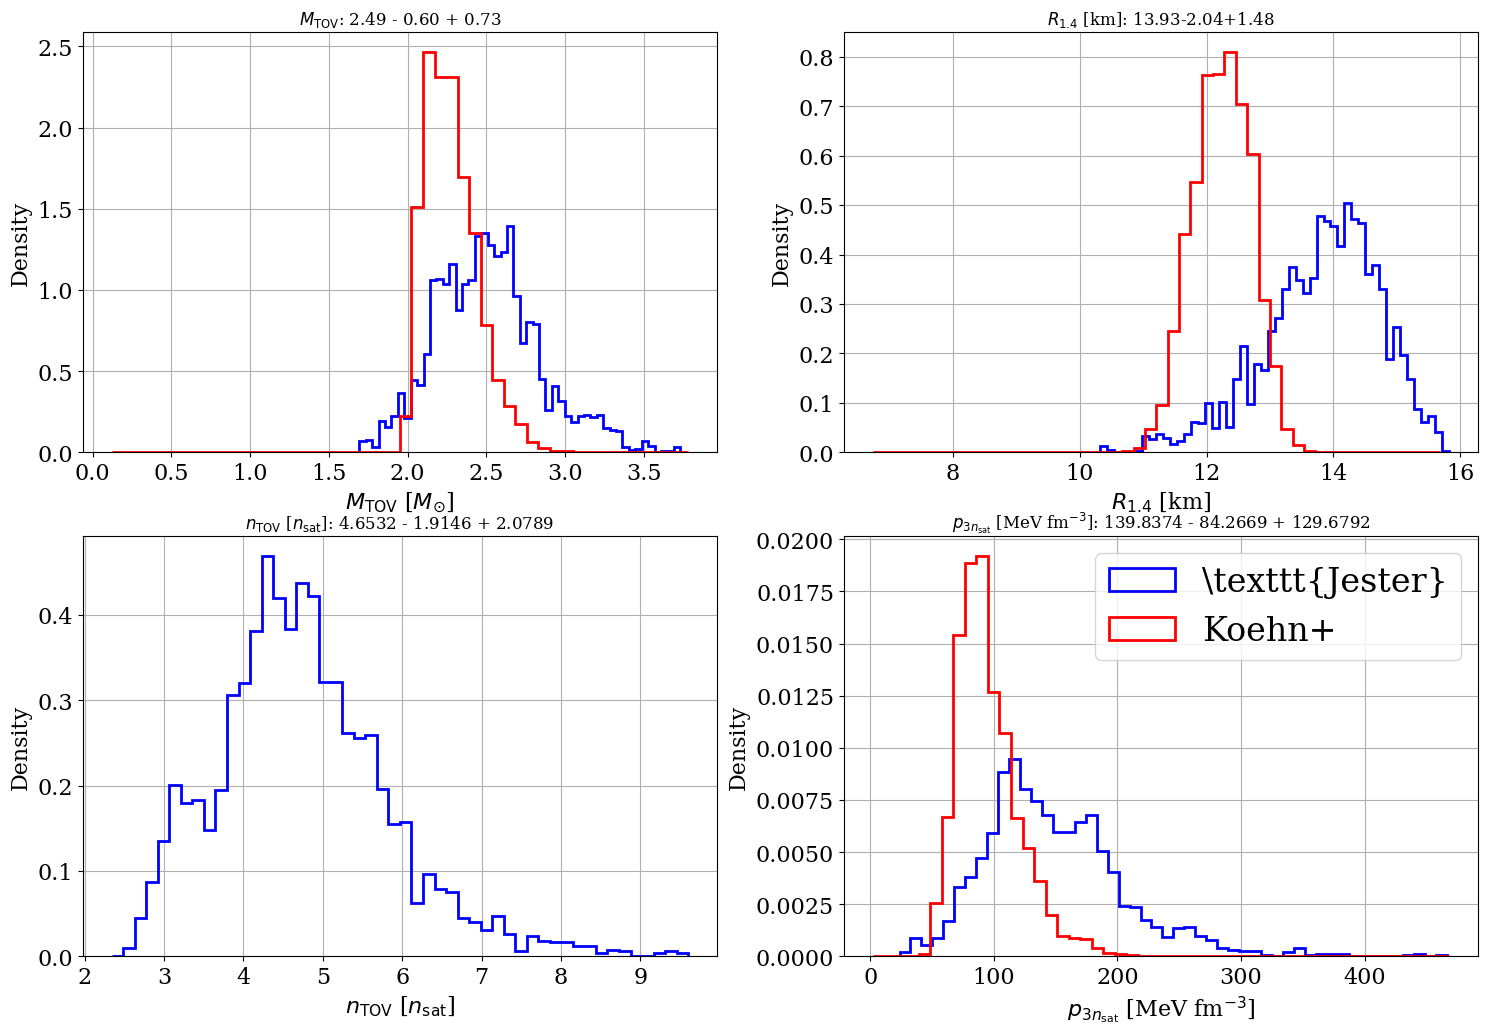 M_TOV: 2.49 - 0.60 + 0.73
2.5
2.0
1.5
1.0
0.5
0.0
Density
0.0 0.5 1.0 1.5 2.0 2.5 3.0 3.5
M_TOV [M_⊙]
R_1.4 [km]: 13.93-2.04+1.48
0.8
0.7
0.6
0.5
0.4
0.3
0.2
0.1
0.0
Density
8 10 12 14 16
R_1.4 [km]
n_TOV [n_sat]: 4.6532 - 1.9146 + 2.0789
0.4
0.3
0.2
0.1
0.0
Density
2 3 4 5 6 7 8 9
n_TOV [n_sat]
p_3n_sat [MeV fm⁻³]: 139.8374 - 84.2669 + 129.6792
0.0200
0.0175
0.0150
0.0125
0.0100
0.0075
0.0050
0.0025
0.0000
Density
\texttt{Jester}
Koehn+
0 100 200 300 400
p_3n_sat [MeV fm⁻³]